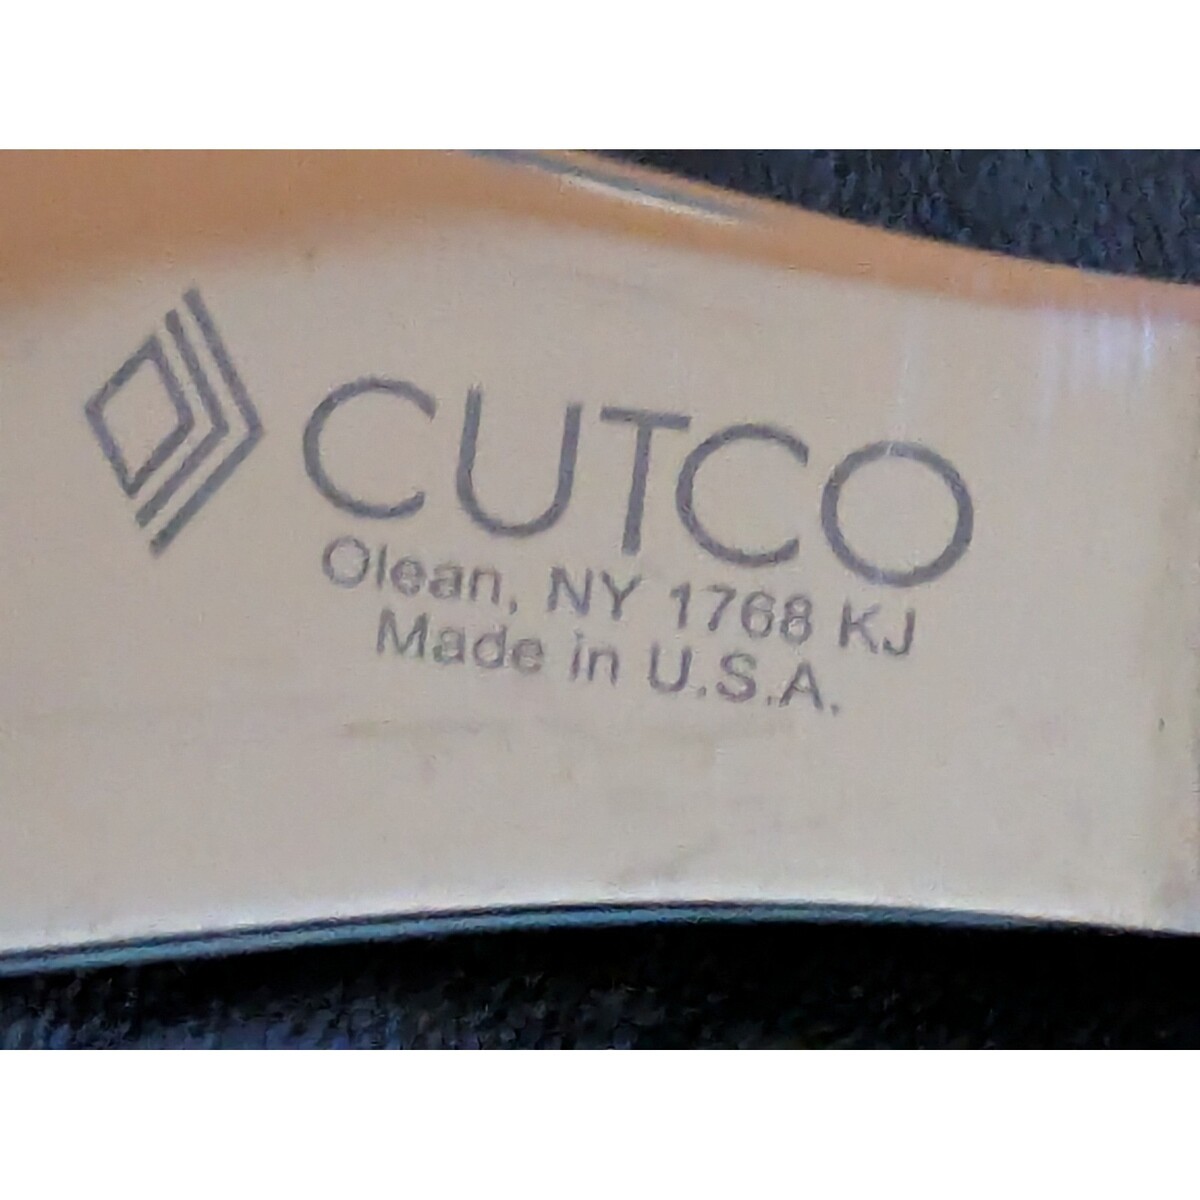 CUTCO
Olean, NY 1768 KJ
Made in U.S.A.